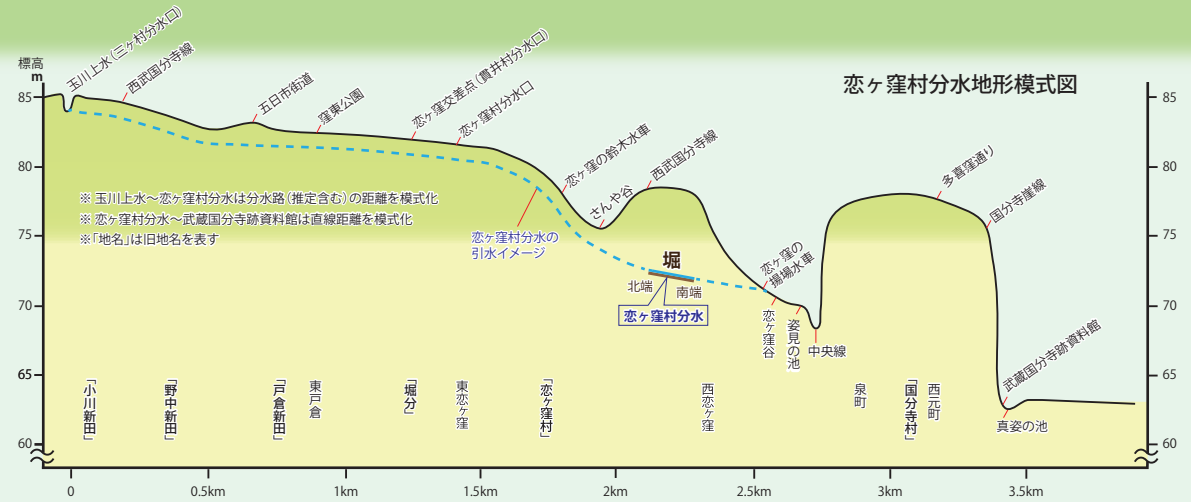 恋ヶ窪村分水地形模式図
標高
m
85
80
75
70
65
60
85
80
75
70
65
60
玉川上水（三ヶ村分水口）
西武国分寺線
五日市街道
窪東公園
恋ヶ窪交差点（貫井村分水口）
恋ヶ窪村分水口
恋ヶ窪の鈴木水車
さんや谷
西武国分寺線
恋ヶ窪の
揚場水車
多喜窪通り
国分寺崖線
武蔵国分寺跡資料館
※ 玉川上水～恋ヶ窪村分水は分水路（推定含む）の距離を模式化
※ 恋ヶ窪村分水～武蔵国分寺跡資料館は直線距離を模式化
※「地名」は旧地名を表す
恋ヶ窪村分水の
引水イメージ
堀
北端
南端
恋ヶ窪村分水
恋ヶ窪谷
姿見の池
中央線
真姿の池
「小川新田」
「野中新田」
「戸倉新田」
東戸倉
「堀分」
東恋ヶ窪
「恋ヶ窪村」
西恋ヶ窪
泉町
「国分寺村」
西元町
0
0.5km
1km
1.5km
2km
2.5km
3km
3.5km